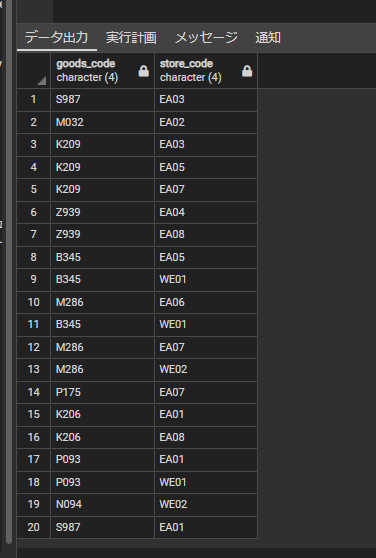 データ出力 実行計画 メッセージ 通知
goods_code store_code
character (4) character (4)
1 S987 EA03
2 M032 EA02
3 K209 EA03
4 K209 EA05
5 K209 EA07
6 Z939 EA04
7 Z939 EA08
8 B345 EA05
9 B345 WE01
10 M286 EA06
11 B345 WE01
12 M286 EA07
13 M286 WE02
14 P175 EA07
15 K206 EA01
16 K206 EA08
17 P093 EA01
18 P093 WE01
19 N094 WE02
20 S987 EA01